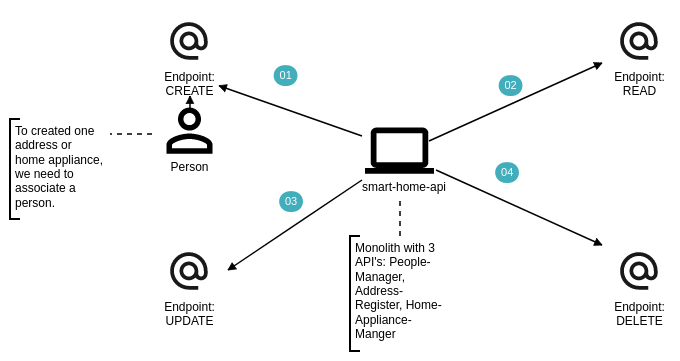 Endpoint:
CREATE
01
02
Endpoint:
READ
To created one
address or
home appliance,
we need to
associate a
person.
Person
smart-home-api
03
04
Endpoint:
UPDATE
Monolith with 3
API's: People-
Manager,
Address-
Register, Home-
Appliance-
Manger
Endpoint:
DELETE